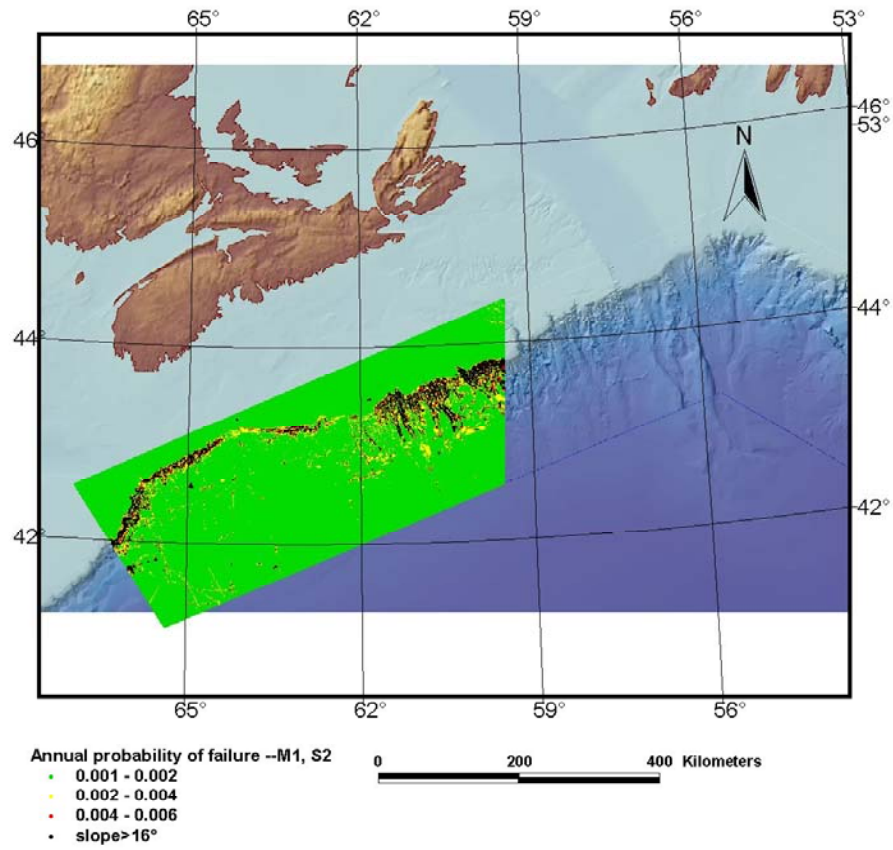 65° 62° 59° 56° 53°
46°
46°
53°
N
44°
44°
42°
42°
65° 62° 59° 56°
Annual probability of failure --M1, S2
0.001 - 0.002
0.002 - 0.004
0.004 - 0.006
slope>16°
0 200 400 Kilometers